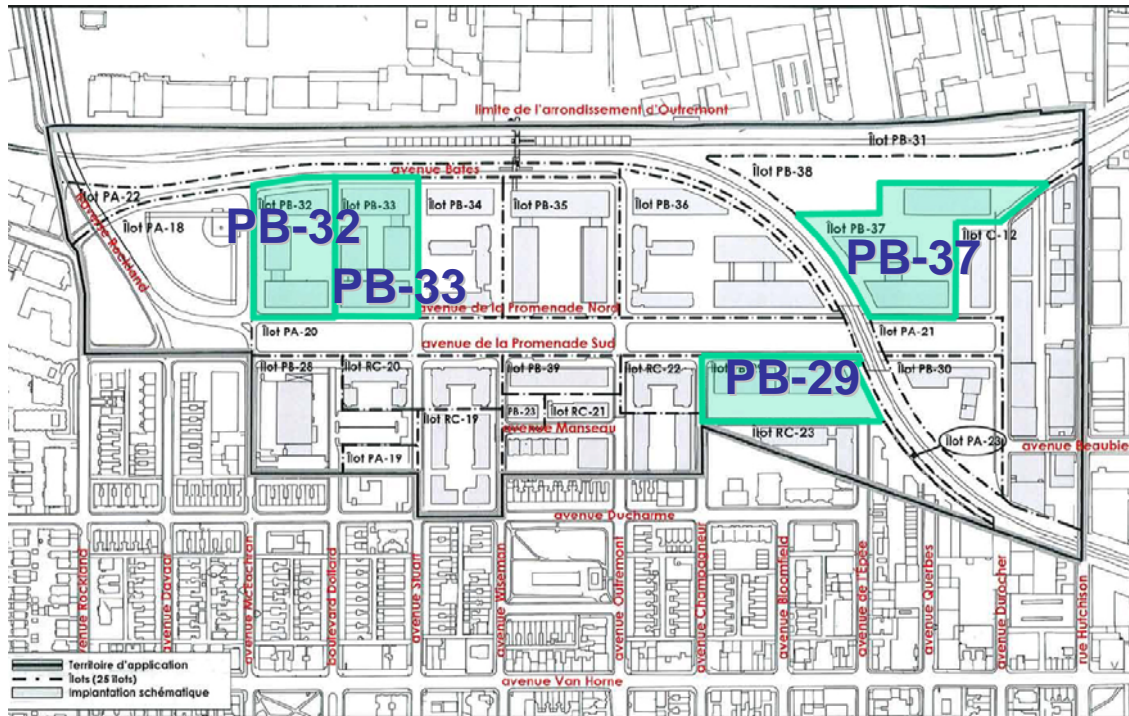 limite de l'arrondissement d'Outremont
Îlot PB-31
avenue Bates
Îlot PB-38
Îlot PA-22
Îlot PB-32
Îlot PB-33
Îlot PB-34
Îlot PB-35
Îlot PB-36
Îlot PA-18
Îlot PB-37
Îlot C-12
PB-32
PB-33
PB-37
avenue de la Promenade Nord
Îlot PA-20
Îlot PA-21
avenue de la Promenade Sud
Îlot PB-28
Îlot RC-20
Îlot PB-39
Îlot RC-22
PB-29
Îlot PB-30
PB-23
Îlot RC-21
Îlot RC-19
avenue Manseau
Îlot RC-23
Îlot PA-23
avenue Beaubie
Îlot PA-19
avenue Ducharme
avenue Rockland
avenue Davaar
avenue McEachran
boulevard Dollard
avenue Stuart
avenue Wiseman
avenue Outremont
avenue Champagneur
avenue Bloomfield
avenue de l'Épée
avenue Querbes
avenue Durocher
rue Hutchison
avenue Van Horne
Territoire d'application
Îlots (25 îlots)
Implantation schématique